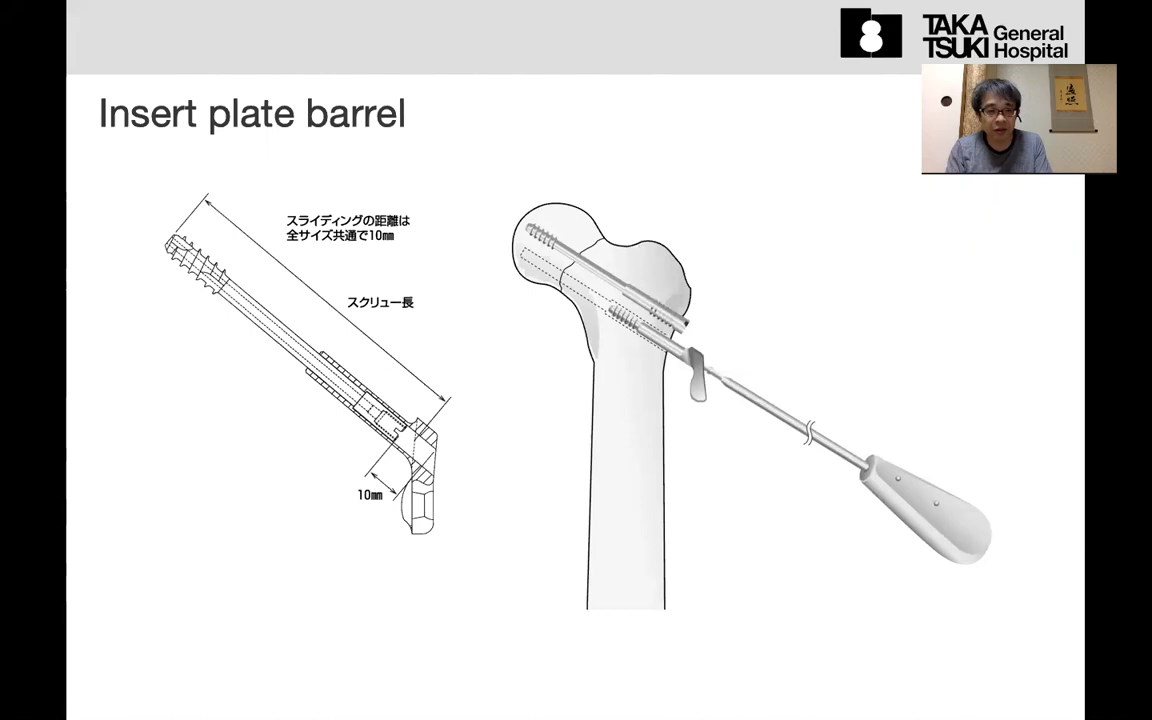 TAKA
TSUKI
General
Hospital
Insert plate barrel
スライディングの距離は
全サイズ共通で10㎜
スクリュー長
10㎜